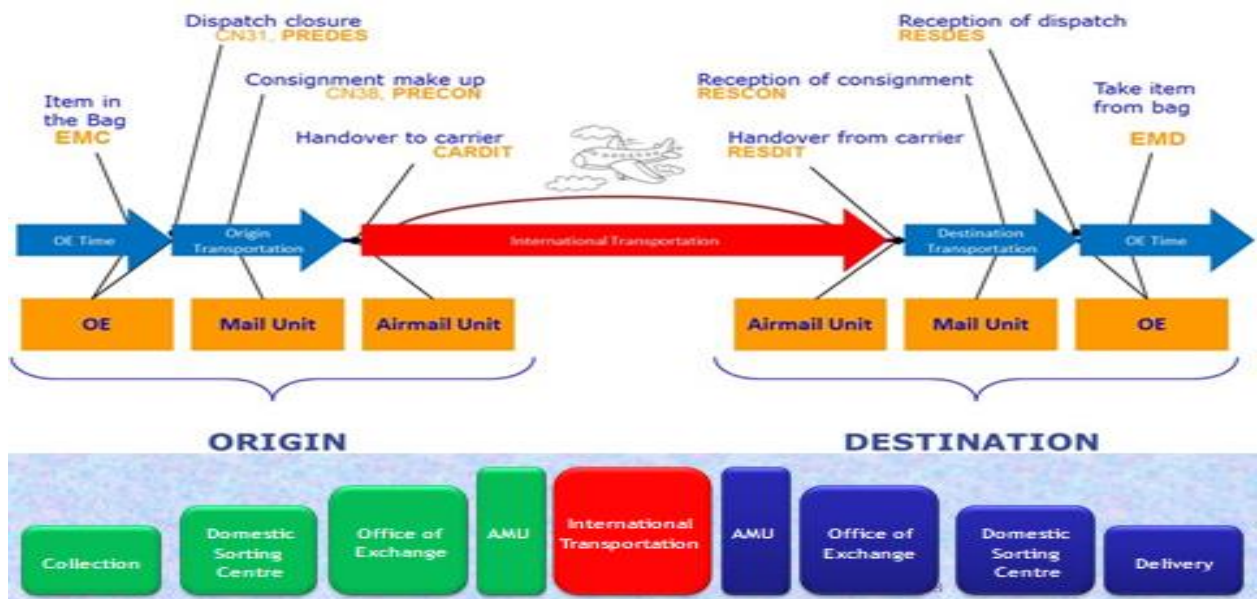 Dispatch closure
CN31, PREDES
Reception of dispatch
RESDES
Consignment make up
CN38, PRECON
Reception of consignment
RESCON
Item in
the Bag
EMC
Take item
from bag
EMD
Handover to carrier
CARDIT
Handover from carrier
RESDIT
OE Time
Origin
Transportation
International Transportation
Destination
Transportation
OE Time
OE
Mail Unit
Airmail Unit
Airmail Unit
Mail Unit
OE
ORIGIN
DESTINATION
Collection
Domestic
Sorting
Centre
Office of
Exchange
AMU
International
Transportation
AMU
Office of
Exchange
Domestic
Sorting
Centre
Delivery